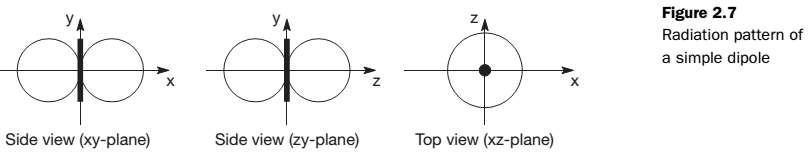 y
x
Side view (xy-plane)
y
z
Side view (zy-plane)
z
x
Top view (xz-plane)
Figure 2.7
Radiation pattern of
a simple dipole